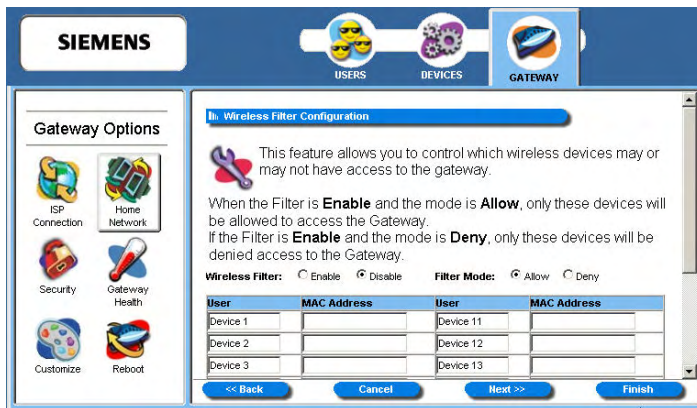 SIEMENS
USERS
DEVICES
GATEWAY
Gateway Options
ISP
Connection
Home
Network
Security
Gateway
Health
Customize
Reboot
Wireless Filter Configuration
This feature allows you to control which wireless devices may or
may not have access to the gateway.
When the Filter is Enable and the mode is Allow, only these devices will
be allowed to access the Gateway.
If the Filter is Enable and the mode is Deny, only these devices will be
denied access to the Gateway.
Wireless Filter: Enable Disable Filter Mode: Allow Deny
User MAC Address User MAC Address
Device 1 Device 11
Device 2 Device 12
Device 3 Device 13
<< Back Cancel Next >> Finish